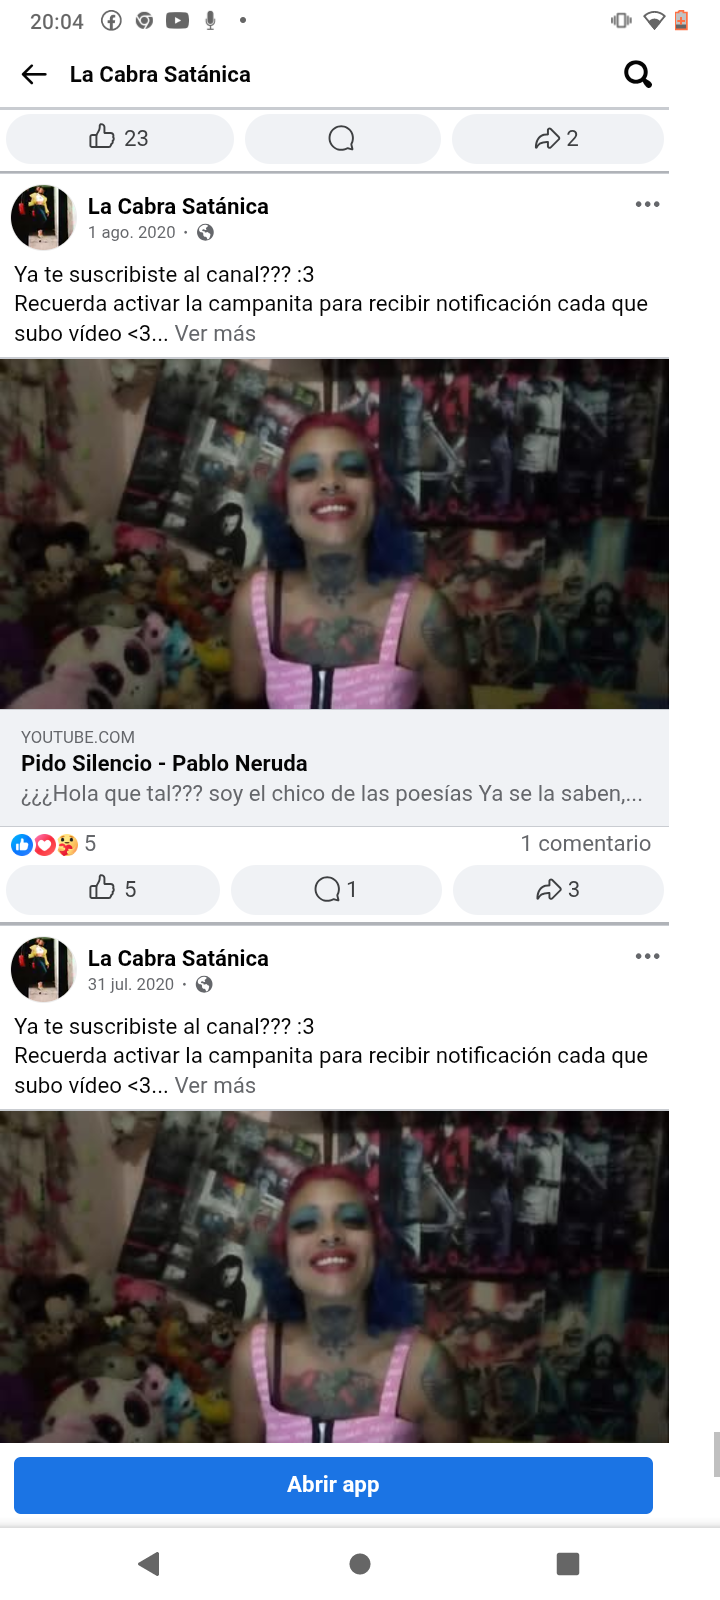 20:04
La Cabra Satánica
23
2
La Cabra Satánica
1 ago. 2020 ·
Ya te suscribiste al canal??? :3
Recuerda activar la campanita para recibir notificación cada que
subo vídeo <3... Ver más
YOUTUBE.COM
Pido Silencio - Pablo Neruda
¿¿¿Hola que tal??? soy el chico de las poesías Ya se la saben,...
5
1 comentario
5
1
3
La Cabra Satánica
31 jul. 2020 ·
Ya te suscribiste al canal??? :3
Recuerda activar la campanita para recibir notificación cada que
subo vídeo <3... Ver más
Abrir app